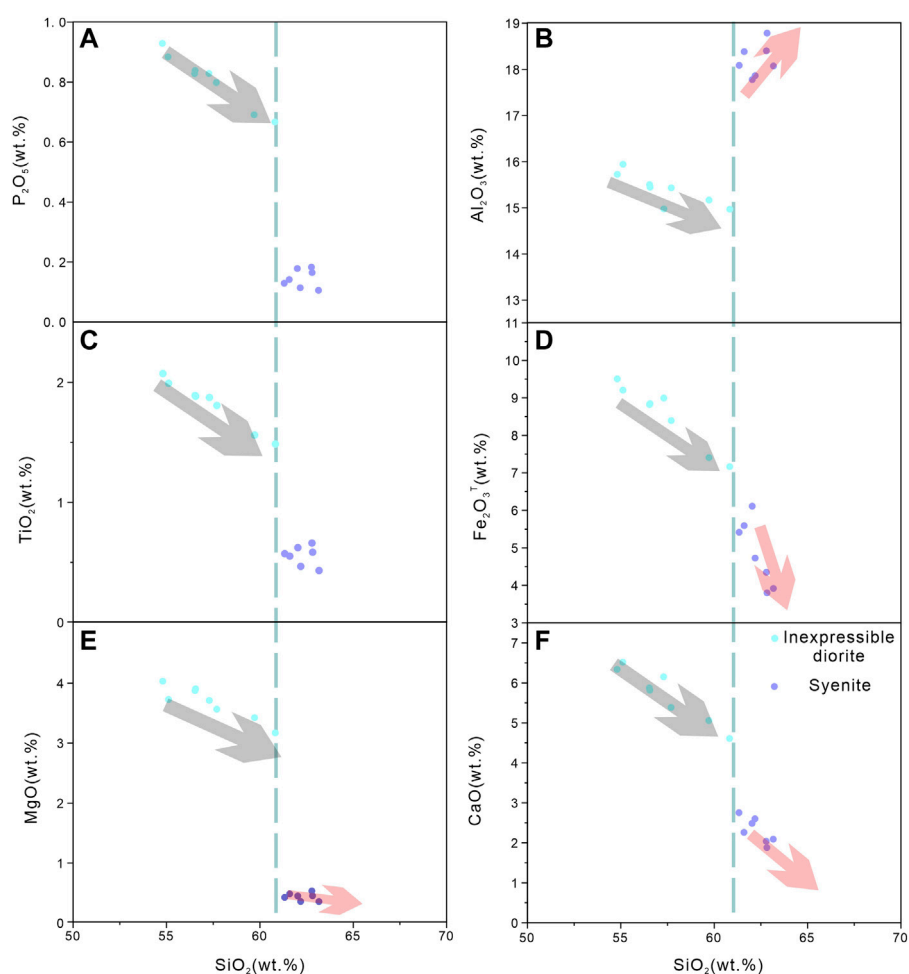 A
1.0
0.8
0.6
0.4
0.2
0.0
P₂O₅(wt.%)
B
19
18
17
16
15
14
13
11
Al₂O₃(wt.%)
C
2
1
0
TiO₂(wt.%)
D
10
9
8
7
6
5
4
3
Fe₂O₃ᵀ(wt.%)
E
4
3
2
1
0
MgO(wt.%)
50
55
60
65
70
SiO₂(wt.%)
F
Inexpressible
diorite
Syenite
7
6
5
4
3
2
1
0
CaO(wt.%)
50
55
60
65
70
SiO₂(wt.%)